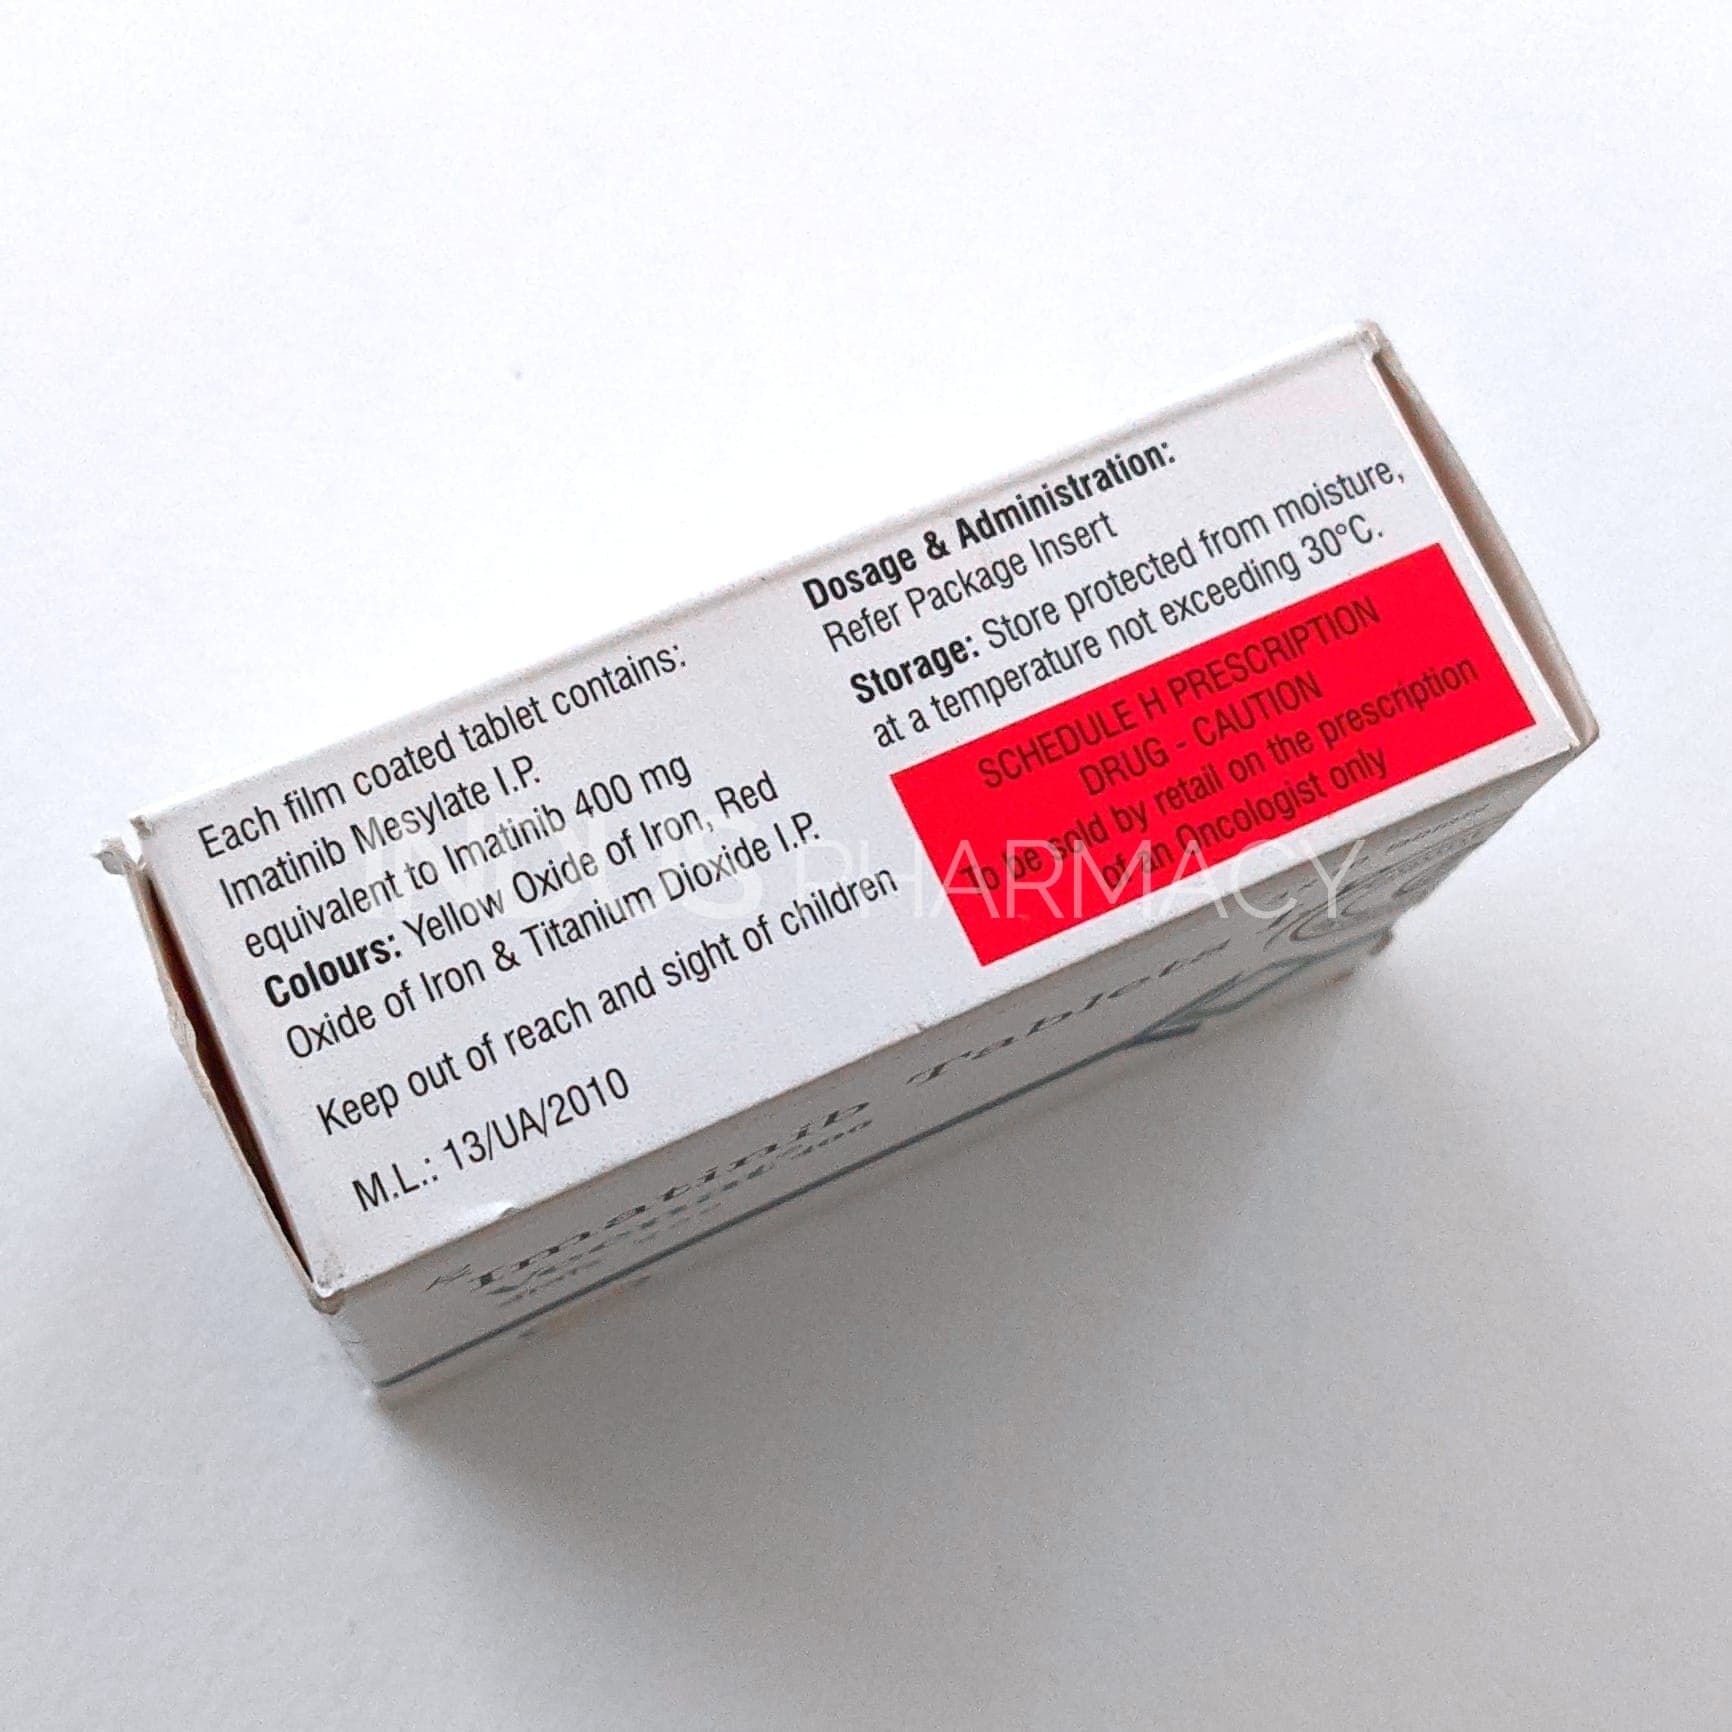 Each film coated tablet contains:
Imatinib Mesylate I.P.
equivalent to Imatinib 400 mg
Colours: Yellow Oxide of Iron, Red
Oxide of Iron & Titanium Dioxide I.P.
Keep out of reach and sight of children
M.L.: 13/UA/2010
Dosage & Administration:
Refer Package Insert
Storage: Store protected from moisture,
at a temperature not exceeding 30°C.
SCHEDULE H PRESCRIPTION
DRUG - CAUTION
To be sold by retail on the prescription
of an Oncologist only
INDUS PHARMACY
Imatinib Tablets